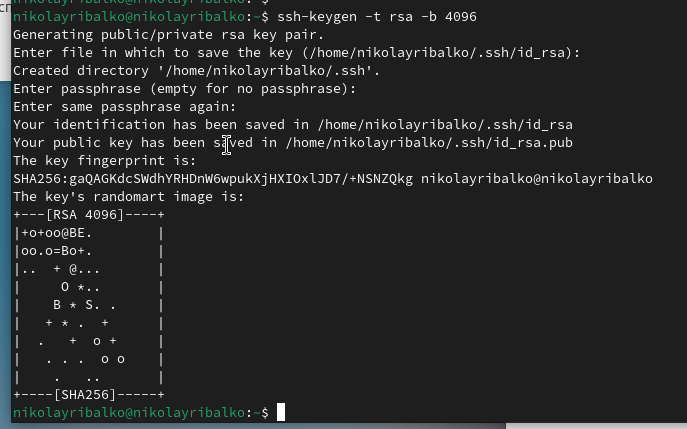 nikolayribalko@nikolayribalko:~$ ssh-keygen -t rsa -b 4096
Generating public/private rsa key pair.
Enter file in which to save the key (/home/nikolayribalko/.ssh/id_rsa):
Created directory '/home/nikolayribalko/.ssh'.
Enter passphrase (empty for no passphrase):
Enter same passphrase again:
Your identification has been saved in /home/nikolayribalko/.ssh/id_rsa
Your public key has been saved in /home/nikolayribalko/.ssh/id_rsa.pub
The key fingerprint is:
SHA256:gaQAGKdcSWdhYRHDnW6wpukXjHXIOxlJD7/+NSNZQkg nikolayribalko@nikolayribalko
The key's randomart image is:
+---[RSA 4096]----+
|+o+oo@BE.        |
|oo.o=Bo+.        |
|..  + @...       |
|     O *..       |
|    B * S. .     |
|   + * .  +      |
|  .   +  o +     |
|   . . .  o o    |
|    .   ..       |
+----[SHA256]-----+
nikolayribalko@nikolayribalko:~$